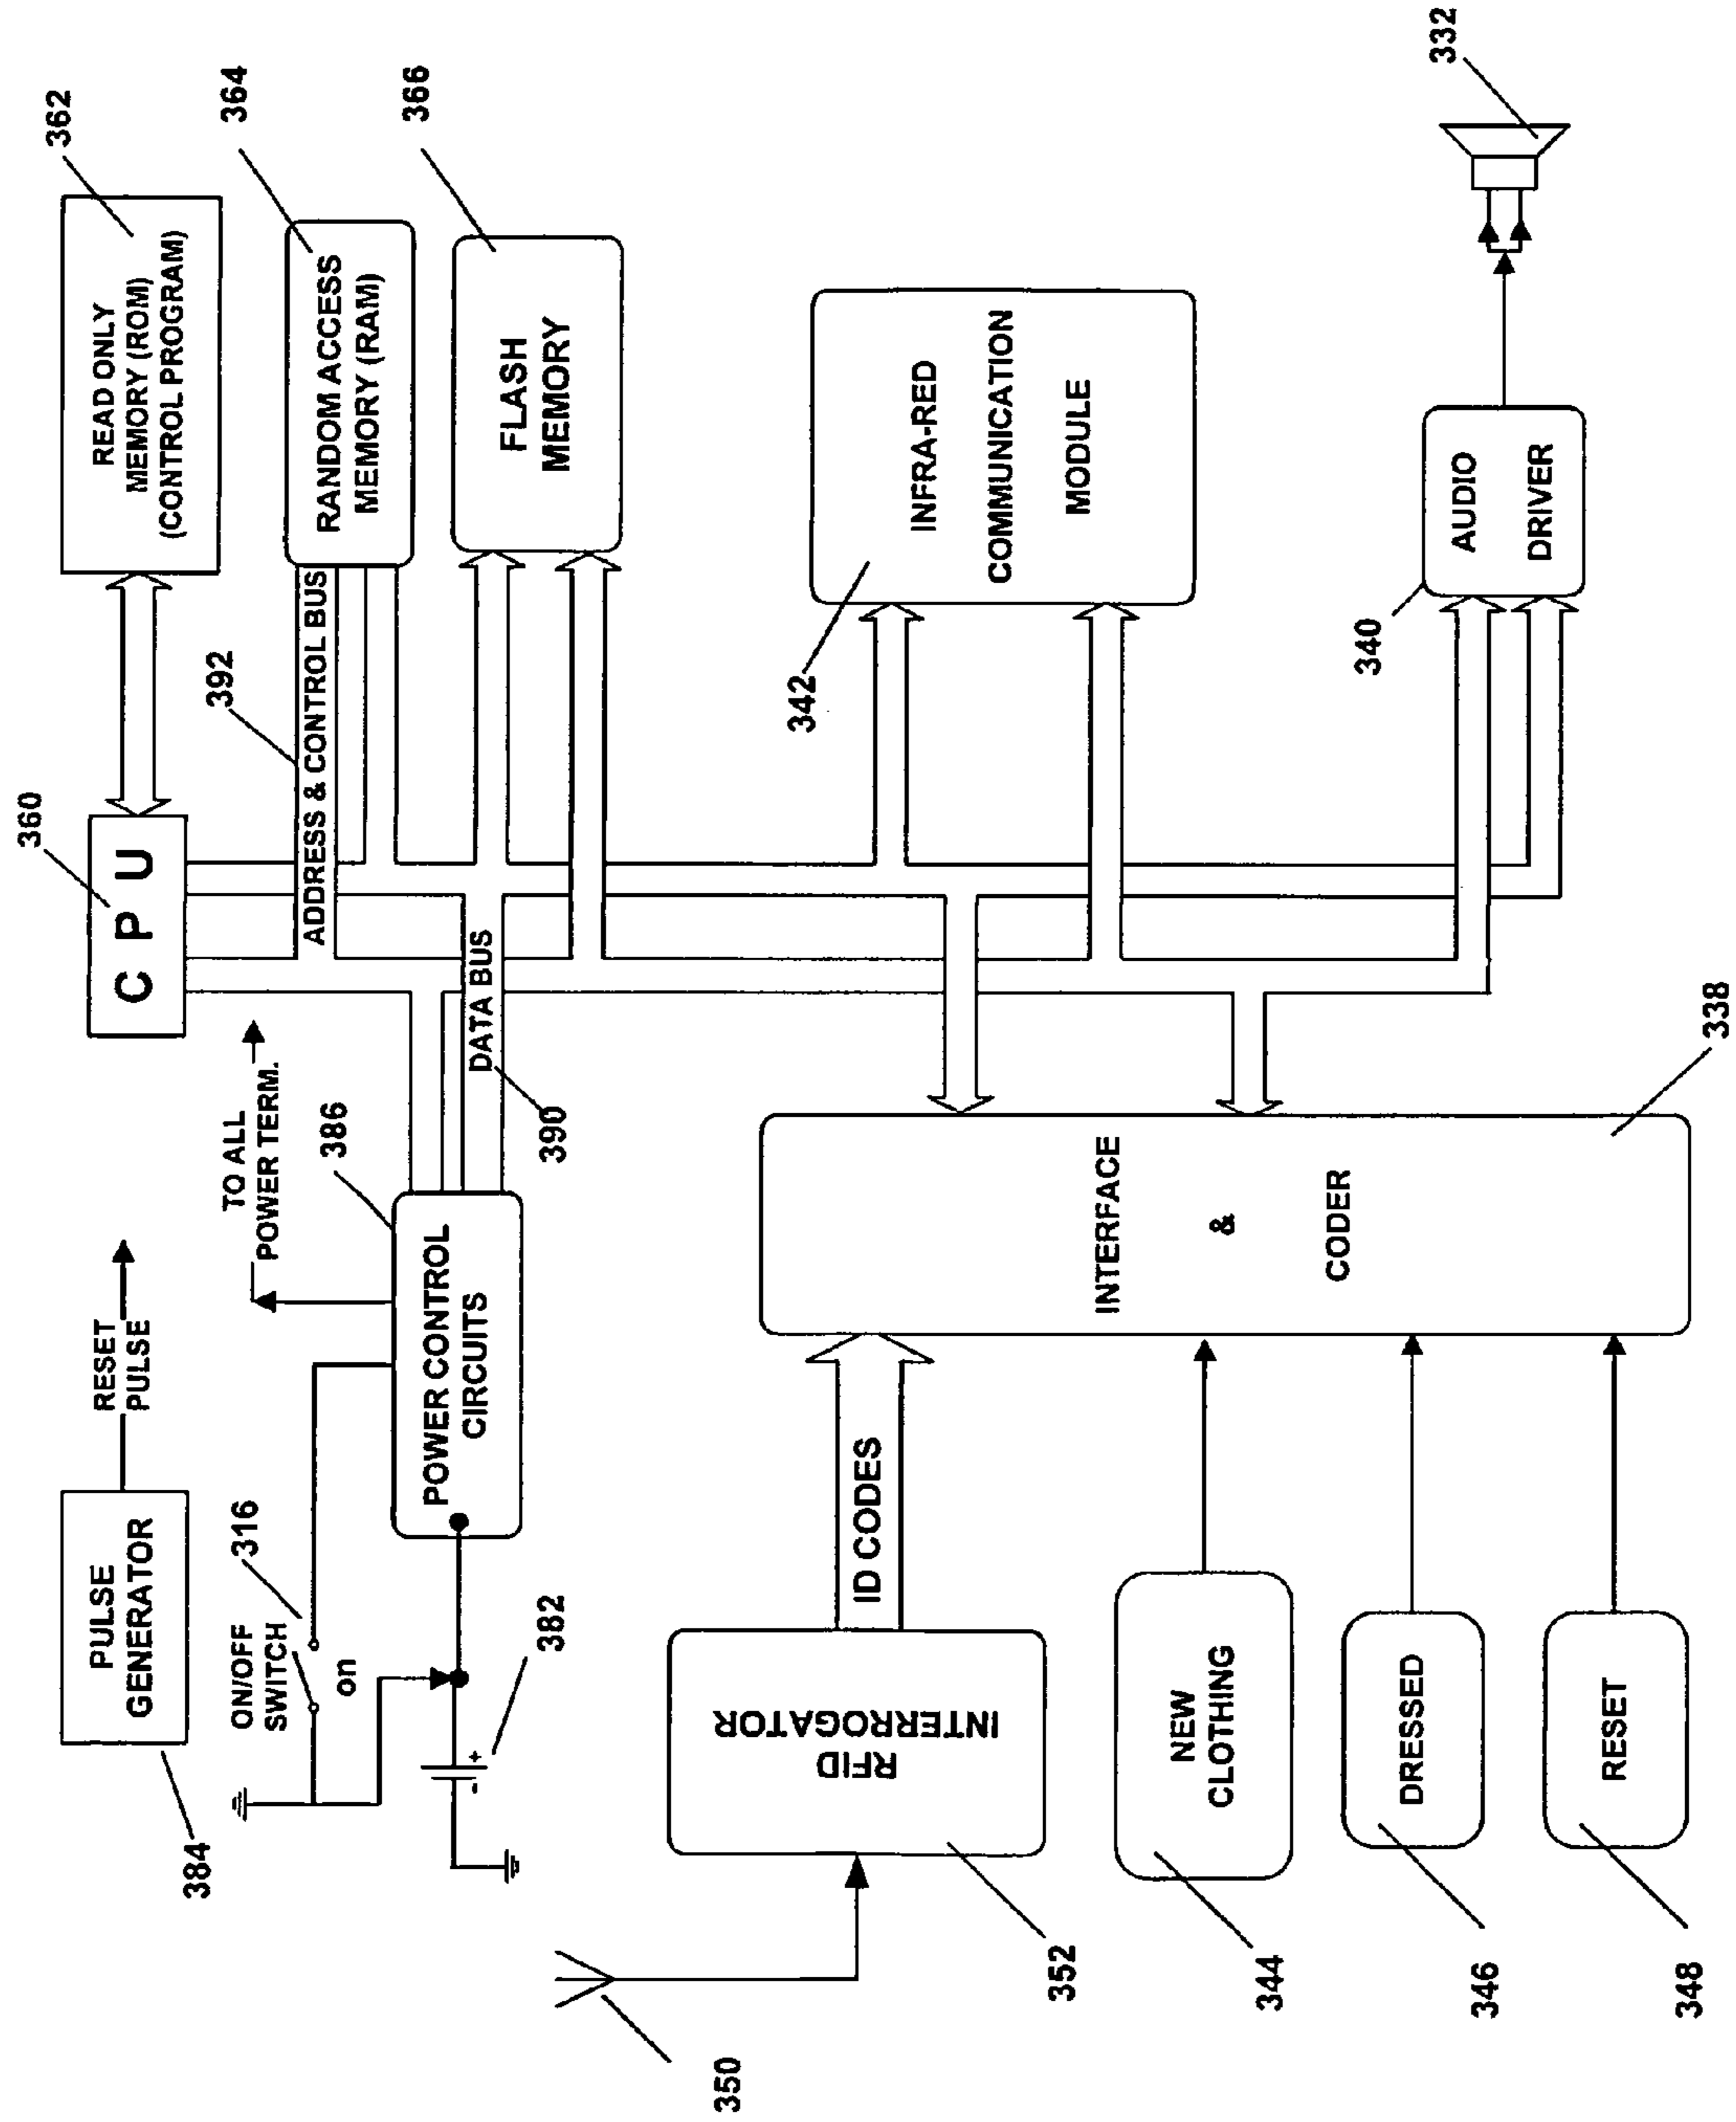 384
PULSE
GENERATOR
RESET
PULSE
ON/OFF
SWITCH
316
on
TO ALL
POWER TERM.
386
POWER CONTROL
CIRCUITS
382
360
C P U
362
READ ONLY
MEMORY (ROM)
(CONTROL PROGRAM)
392
ADDRESS & CONTROL BUS
364
RANDOM ACCESS
MEMORY (RAM)
DATA BUS
390
366
FLASH
MEMORY
350
352
RFID
INTERROGATOR
ID CODES
342
INFRA-RED
COMMUNICATION
MODULE
INTERFACE
&
CODER
338
344
NEW
CLOTHING
346
DRESSED
348
RESET
340
AUDIO
DRIVER
332